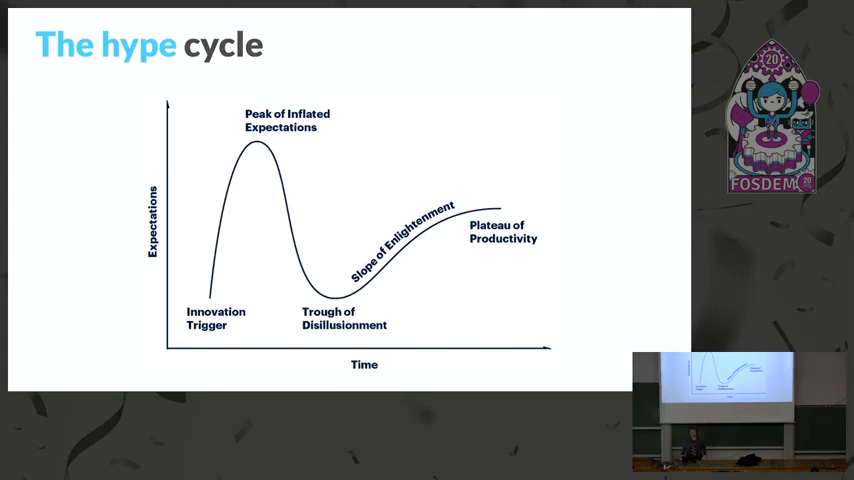 The hype cycle
20
Peak of Inflated
Expectations
Expectations
Slope of Enlightenment
Plateau of
Productivity
Innovation
Trigger
Trough of
Disillusionment
Time
FOSDEM